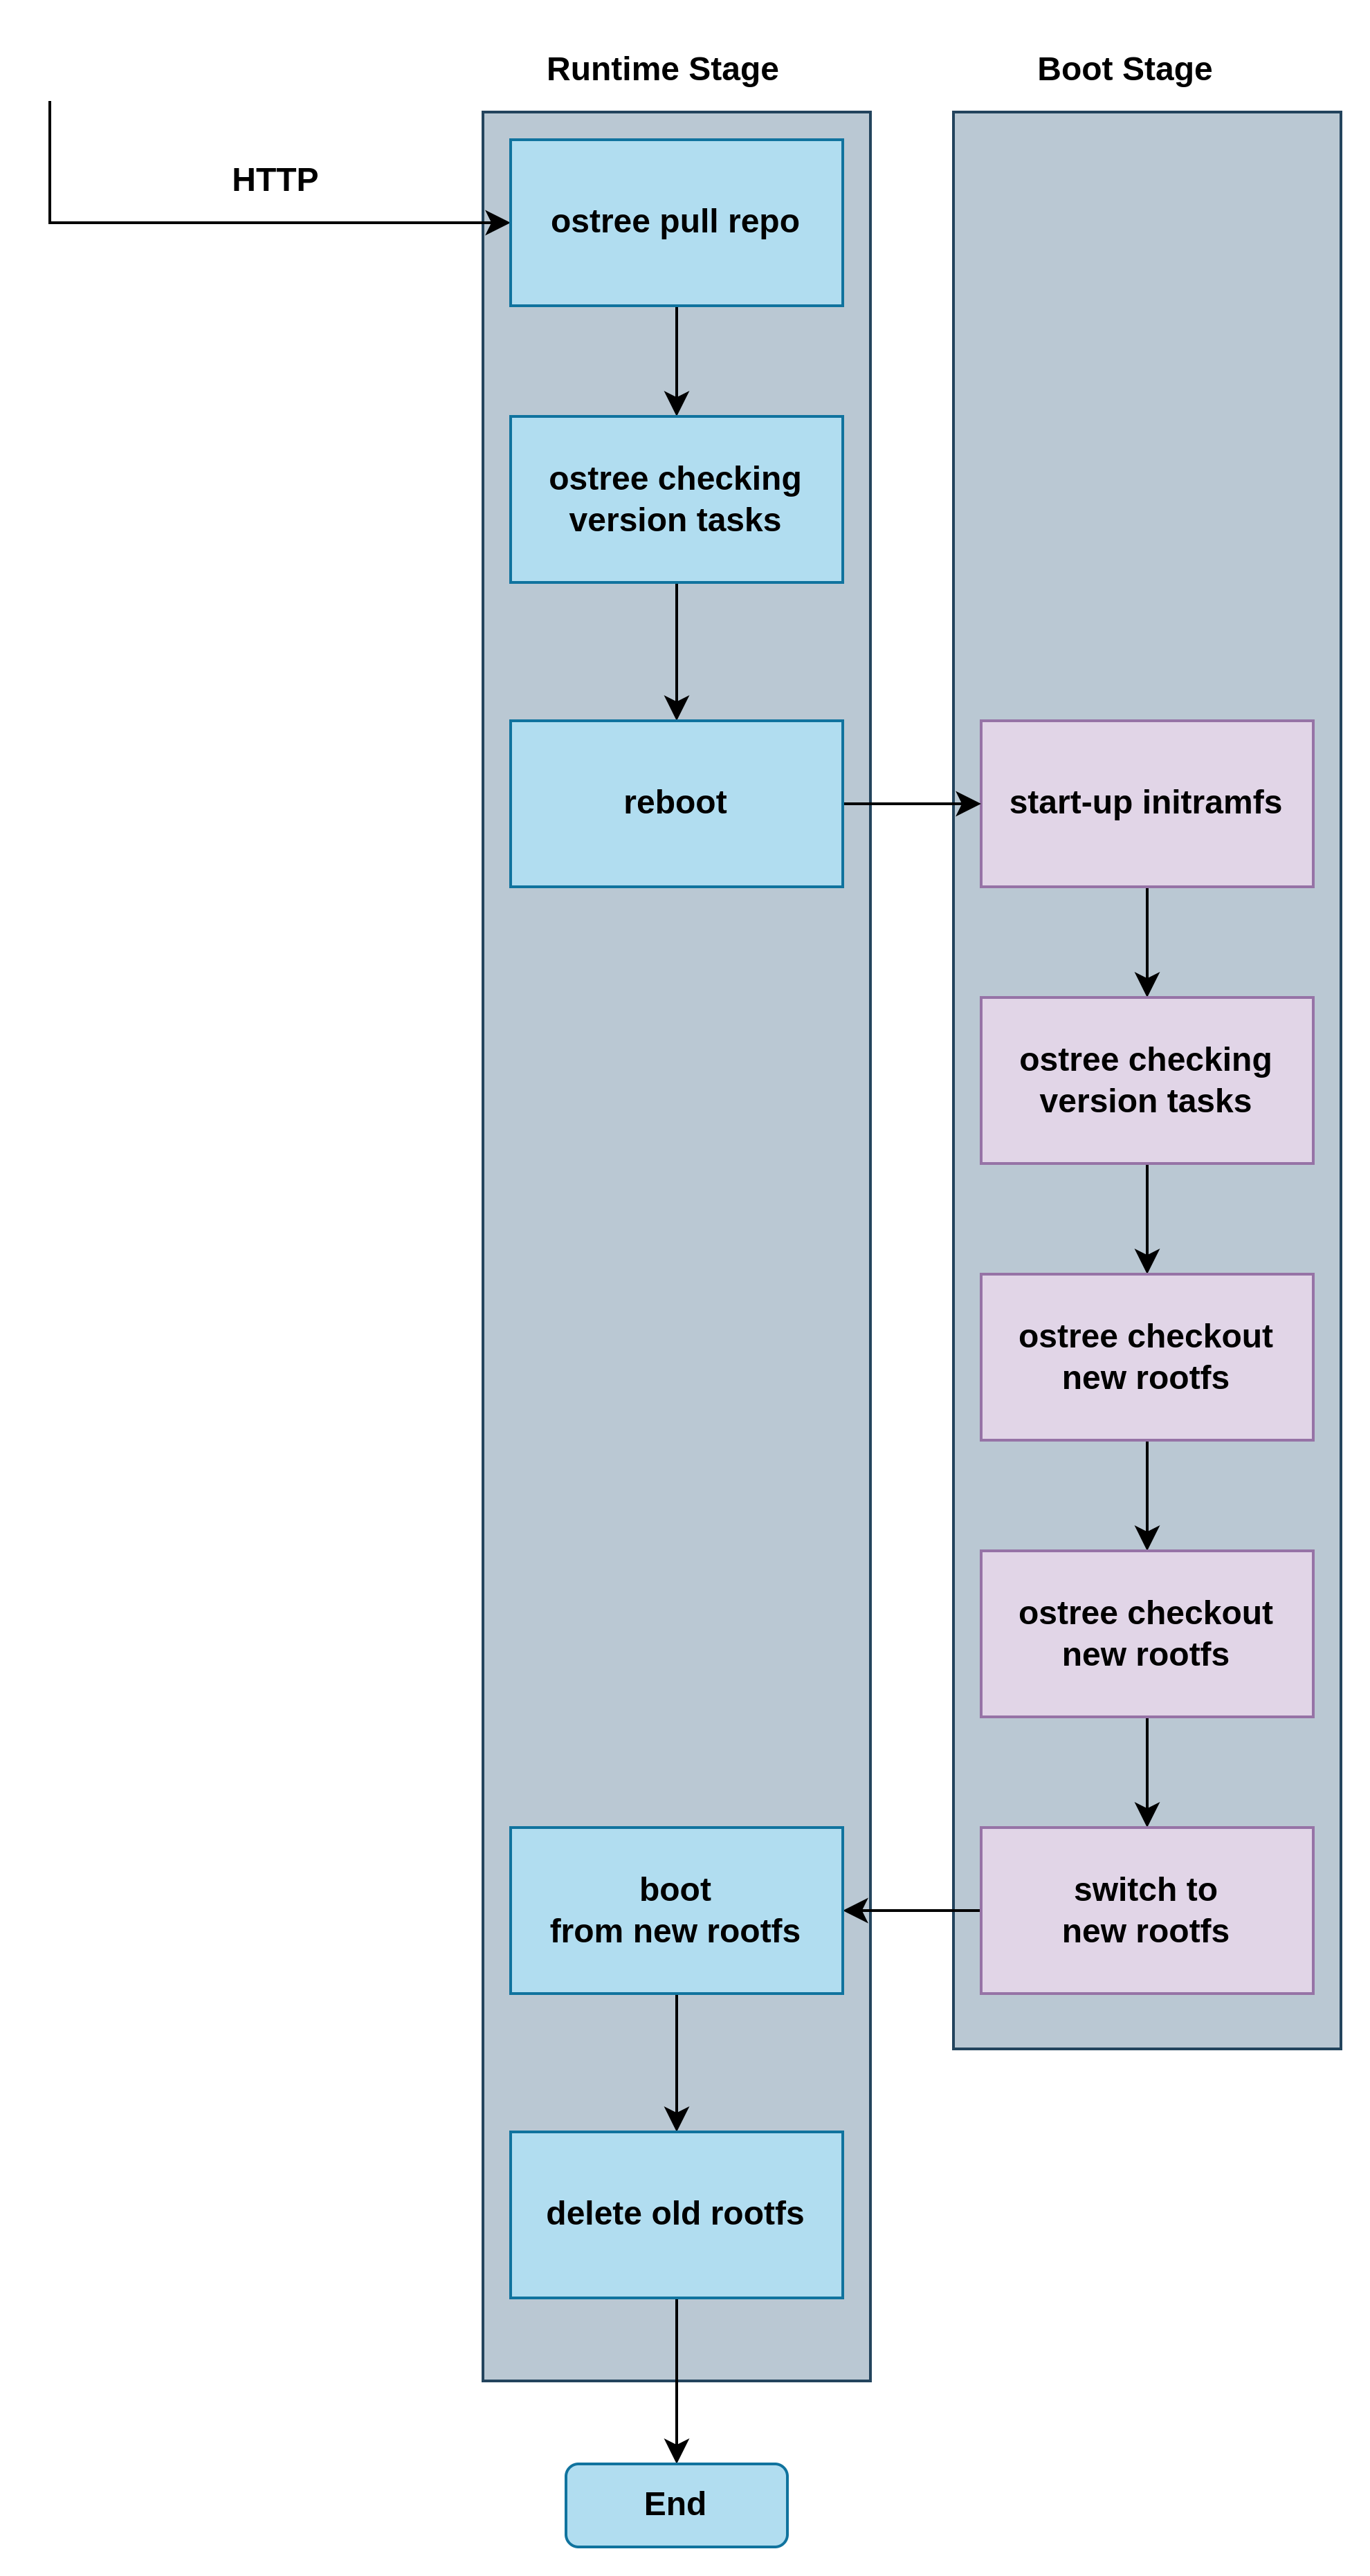 Runtime Stage
Boot Stage
HTTP
ostree pull repo
ostree checking
version tasks
reboot
start-up initramfs
ostree checking
version tasks
ostree checkout
new rootfs
ostree checkout
new rootfs
switch to
new rootfs
boot
from new rootfs
delete old rootfs
End